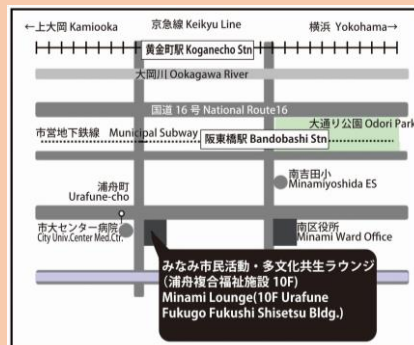 ←上大岡 Kamiooka
京急線 Keikyu Line
横浜 Yokohama→
黄金町駅 Koganecho Stn
大岡川 Ookagawa River
国道 16 号 National Route16
大通り公園 Odori Park
市営地下鉄線 Municipal Subway
阪東橋駅 Bandobashi Stn
南吉田小
Minamiyoshida ES
浦舟町
Urafune-cho
市大センター病院
City Univ.Center Med.Ctr.
南区役所
Minami Ward Office
みなみ市民活動・多文化共生ラウンジ
(浦舟複合福祉施設 10F)
Minami Lounge(10F Urafune
Fukugo Fukushi Shisetsu Bldg.)